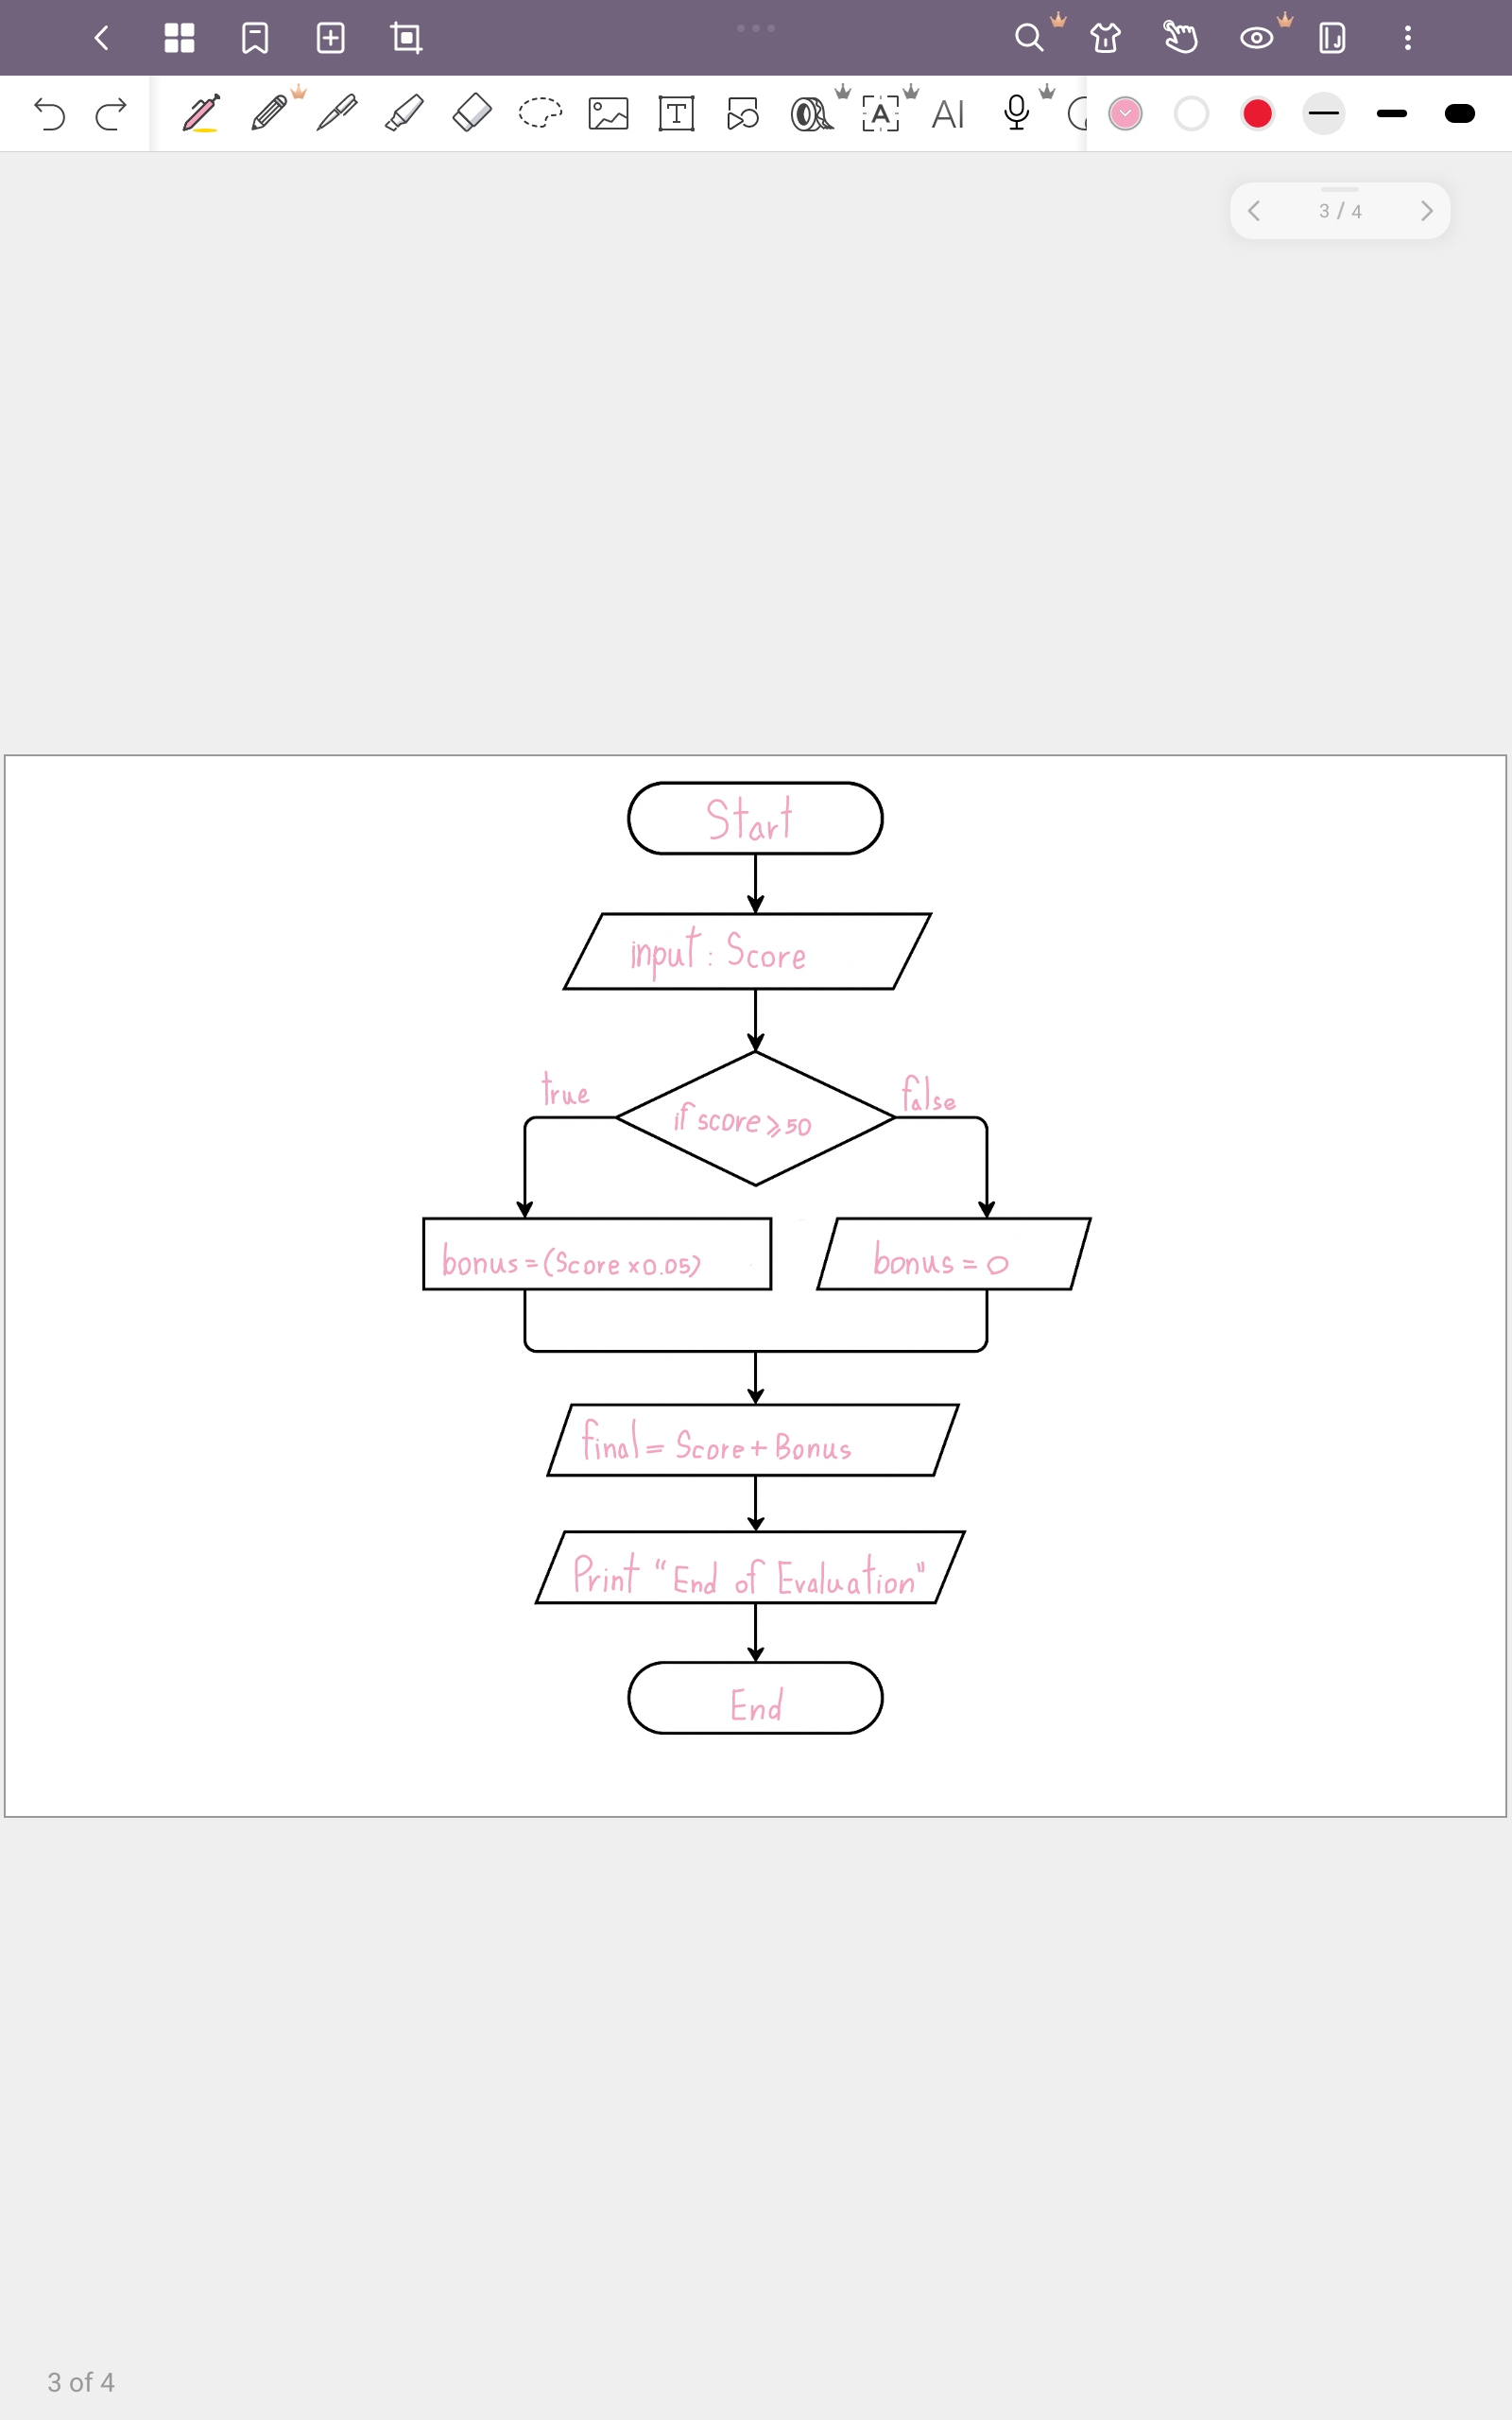 AI
3 / 4
Start
input : Score
true
false
if score ⩾ 50
bonus = (Score × 0.05)
bonus = 0
final = Score + Bonus
Print “End of Evaluation”
End
3 of 4